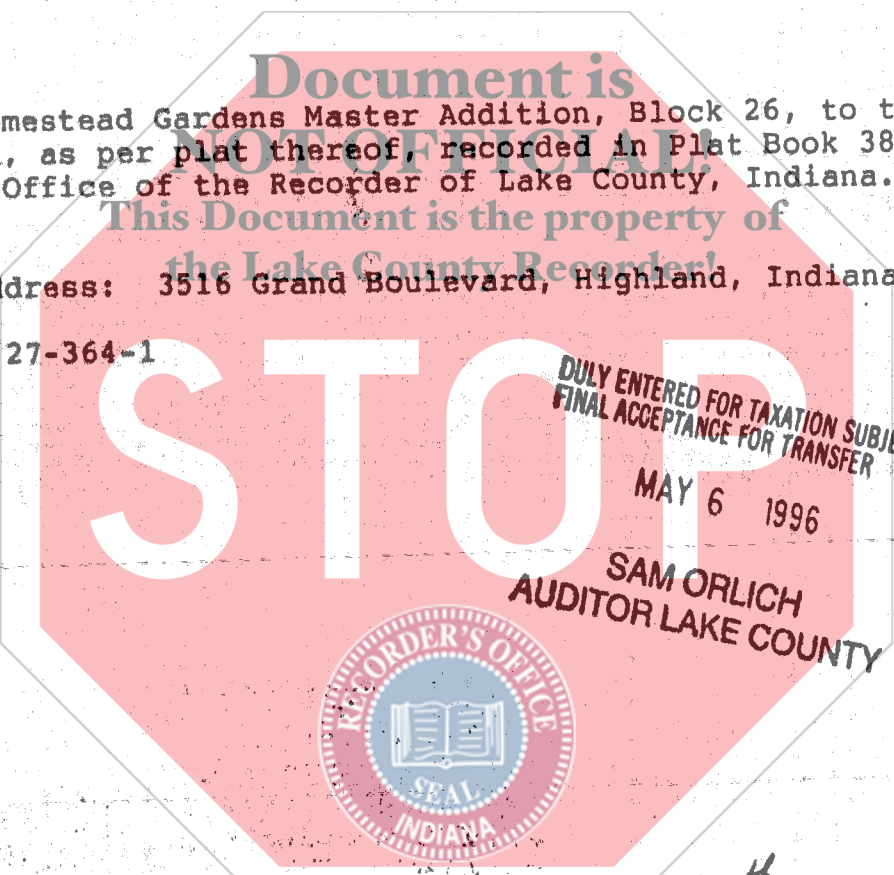 Document is
mestead Gardens Master Addition, Block 26, to t
NOT OFFICIAL!
, as per plat thereof, recorded in Plat Book 38
Office of the Recorder of Lake County, Indiana.
This Document is the property of
the Lake County Recorder!
dress: 3516 Grand Boulevard, Highland, Indiana
27-364-1
STOP
DULY ENTERED FOR TAXATION SUBJE
FINAL ACCEPTANCE FOR TRANSFER
MAY 6 1996
SAM ORLICH
AUDITOR LAKE COUNTY
RECORDER'S OFFICE
SEAL
INDIANA